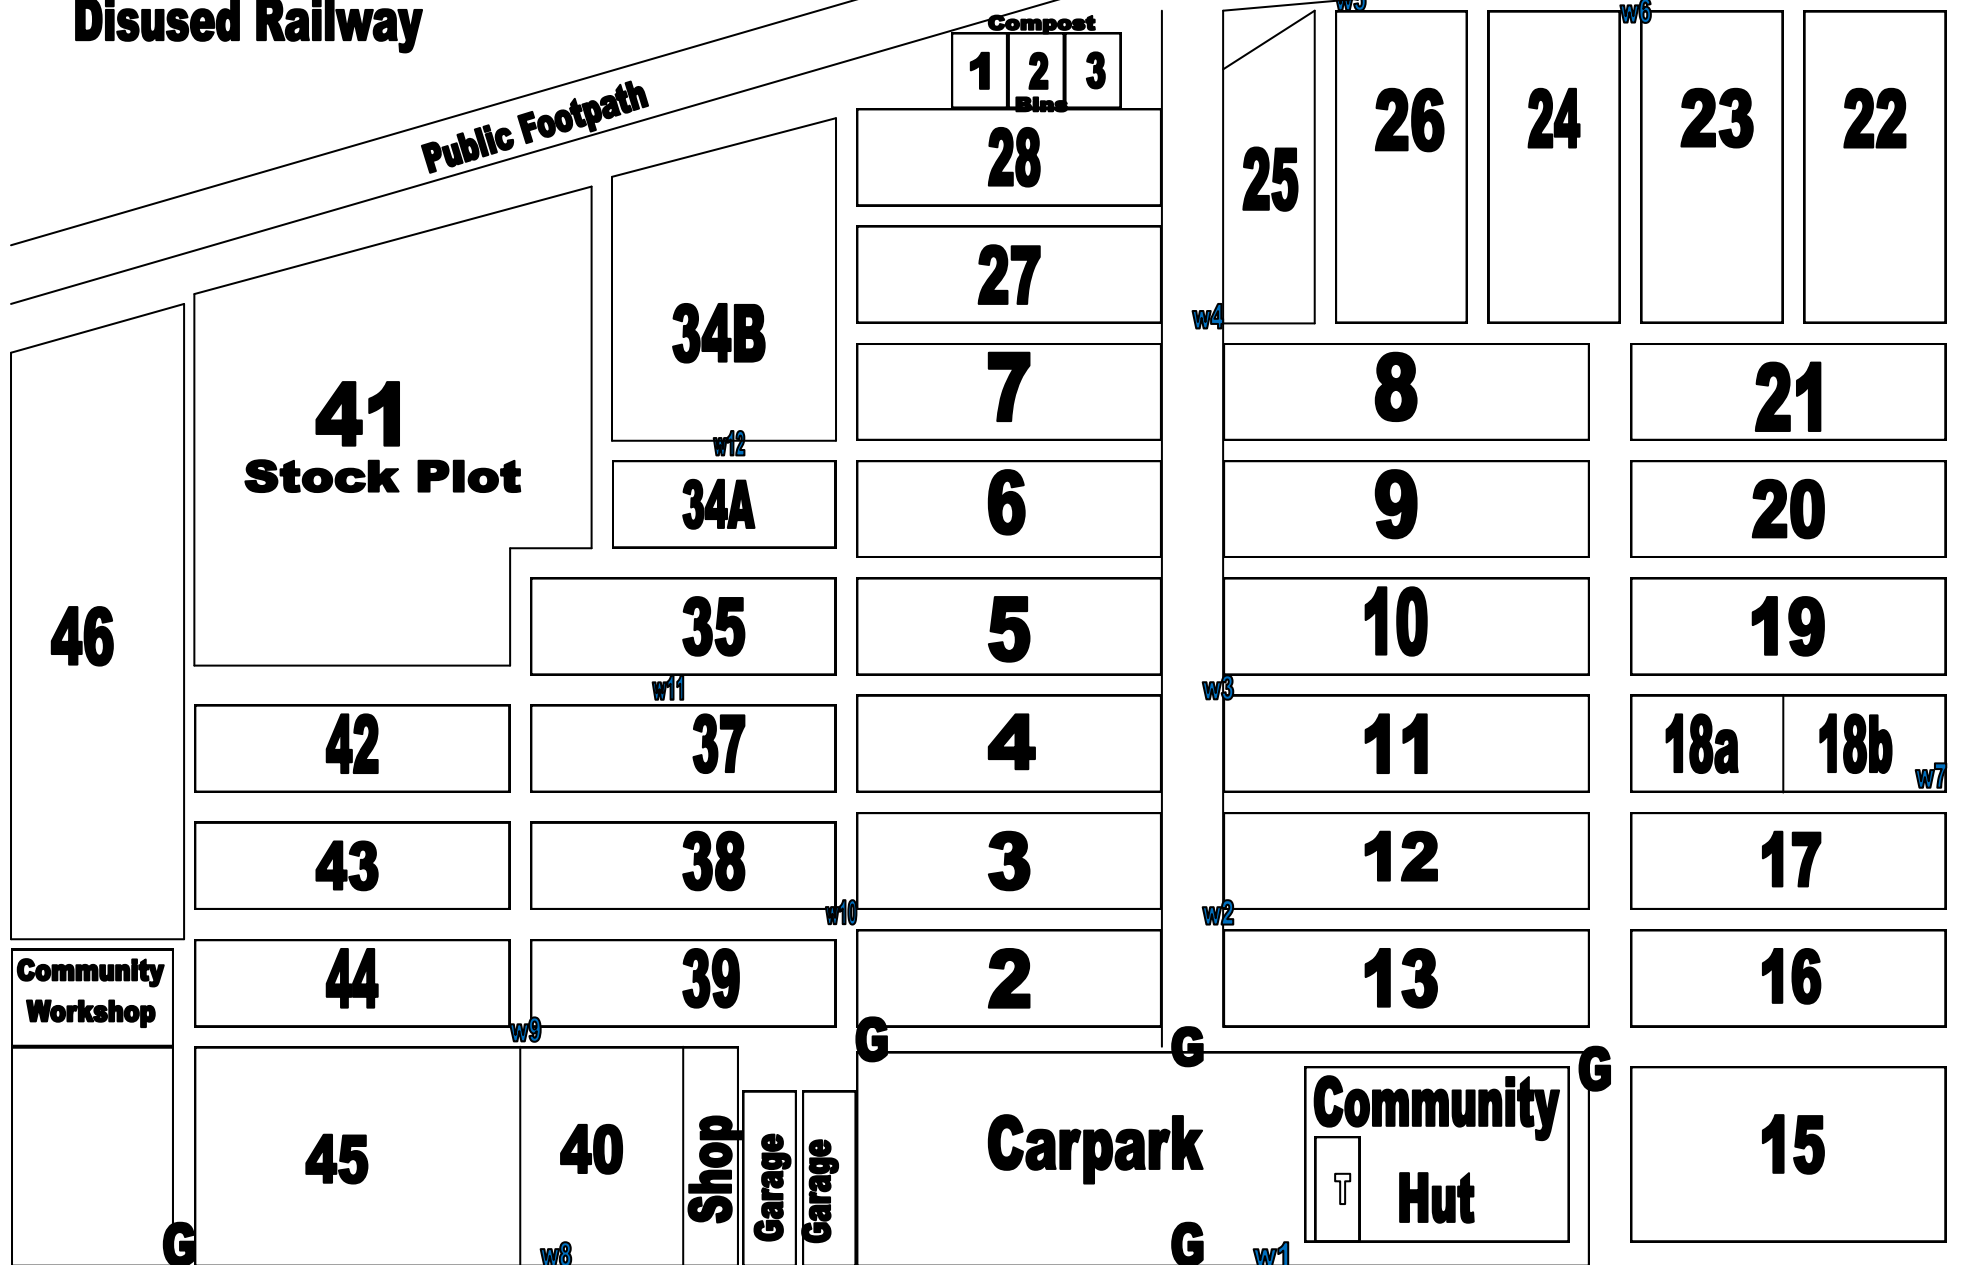 Disused Railway
w5
w6
Compost
1 2 3
Bins
Public Footpath
28
26
24
23
22
25
27
34B
w4
41
Stock Plot
7
8
21
w12
34A
6
9
20
46
35
5
10
19
w11
w3
42
37
4
11
18a
18b
w7
43
38
3
12
17
w10
w2
Community
Workshop
44
39
2
13
16
w9
G
G
G
45
40
Shop
Garage
Garage
Carpark
Community
Hut
T
15
G
w8
G
w1